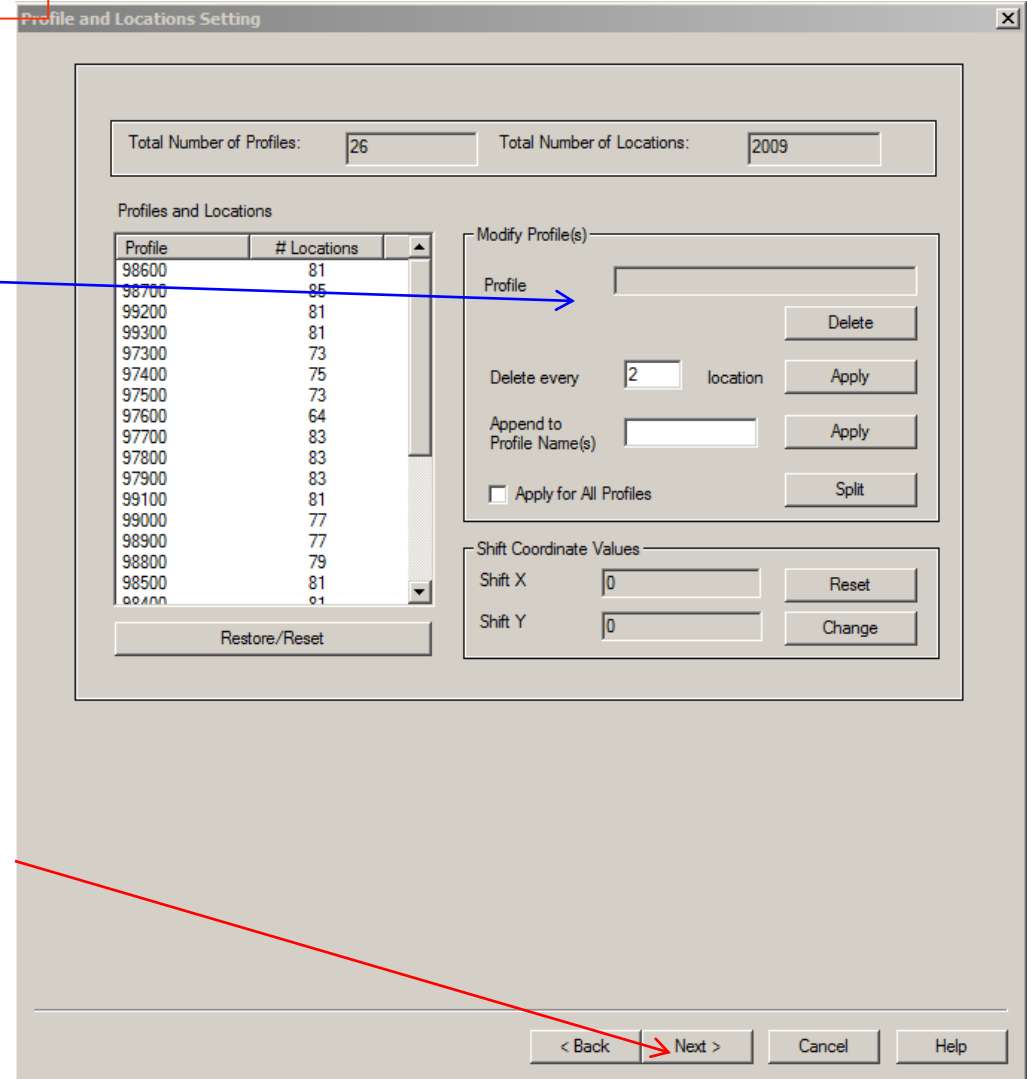 Profile and Locations Setting
Total Number of Profiles: 26 Total Number of Locations: 2009
Profiles and Locations
Profile # Locations
98600 81
98700 85
99200 81
99300 81
97300 73
97400 75
97500 73
97600 64
97700 83
97800 83
97900 83
99100 81
99000 77
98900 77
98800 79
98500 81
98400 81
Restore/Reset
Modify Profile(s)
Profile
Delete
Delete every 2 location Apply
Append to
Profile Name(s) Apply
Apply for All Profiles Split
Shift Coordinate Values
Shift X 0 Reset
Shift Y 0 Change
< Back Next > Cancel Help